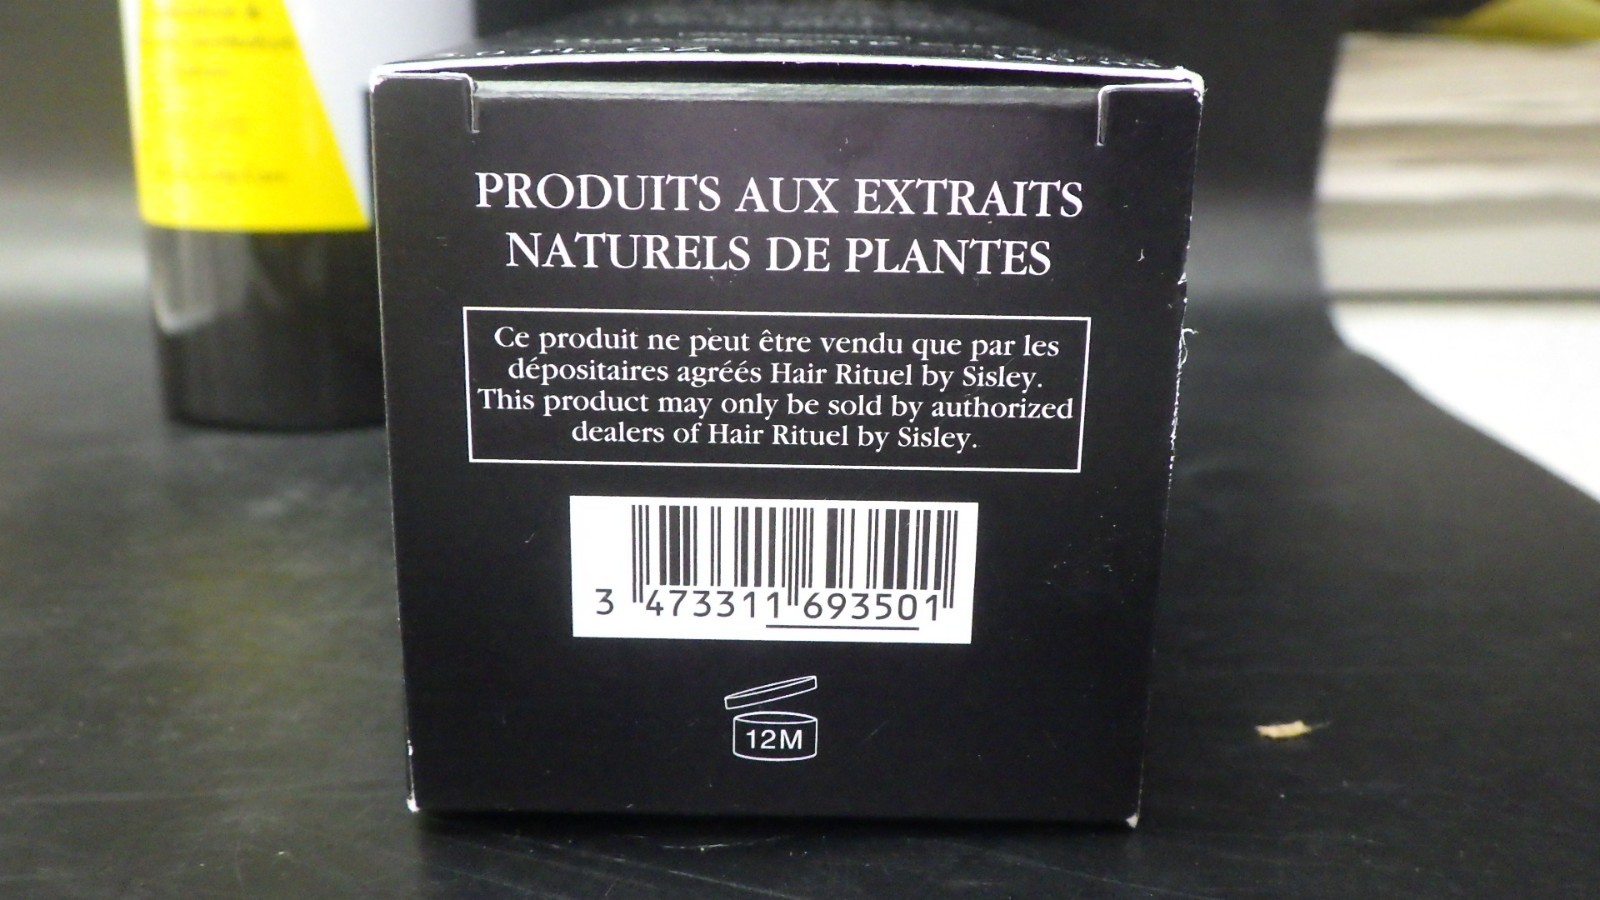 PRODUITS AUX EXTRAITS
NATURELS DE PLANTES
Ce produit ne peut être vendu que par les
dépositaires agréés Hair Rituel by Sisley.
This product may only be sold by authorized
dealers of Hair Rituel by Sisley.
3 473311 693501
12M